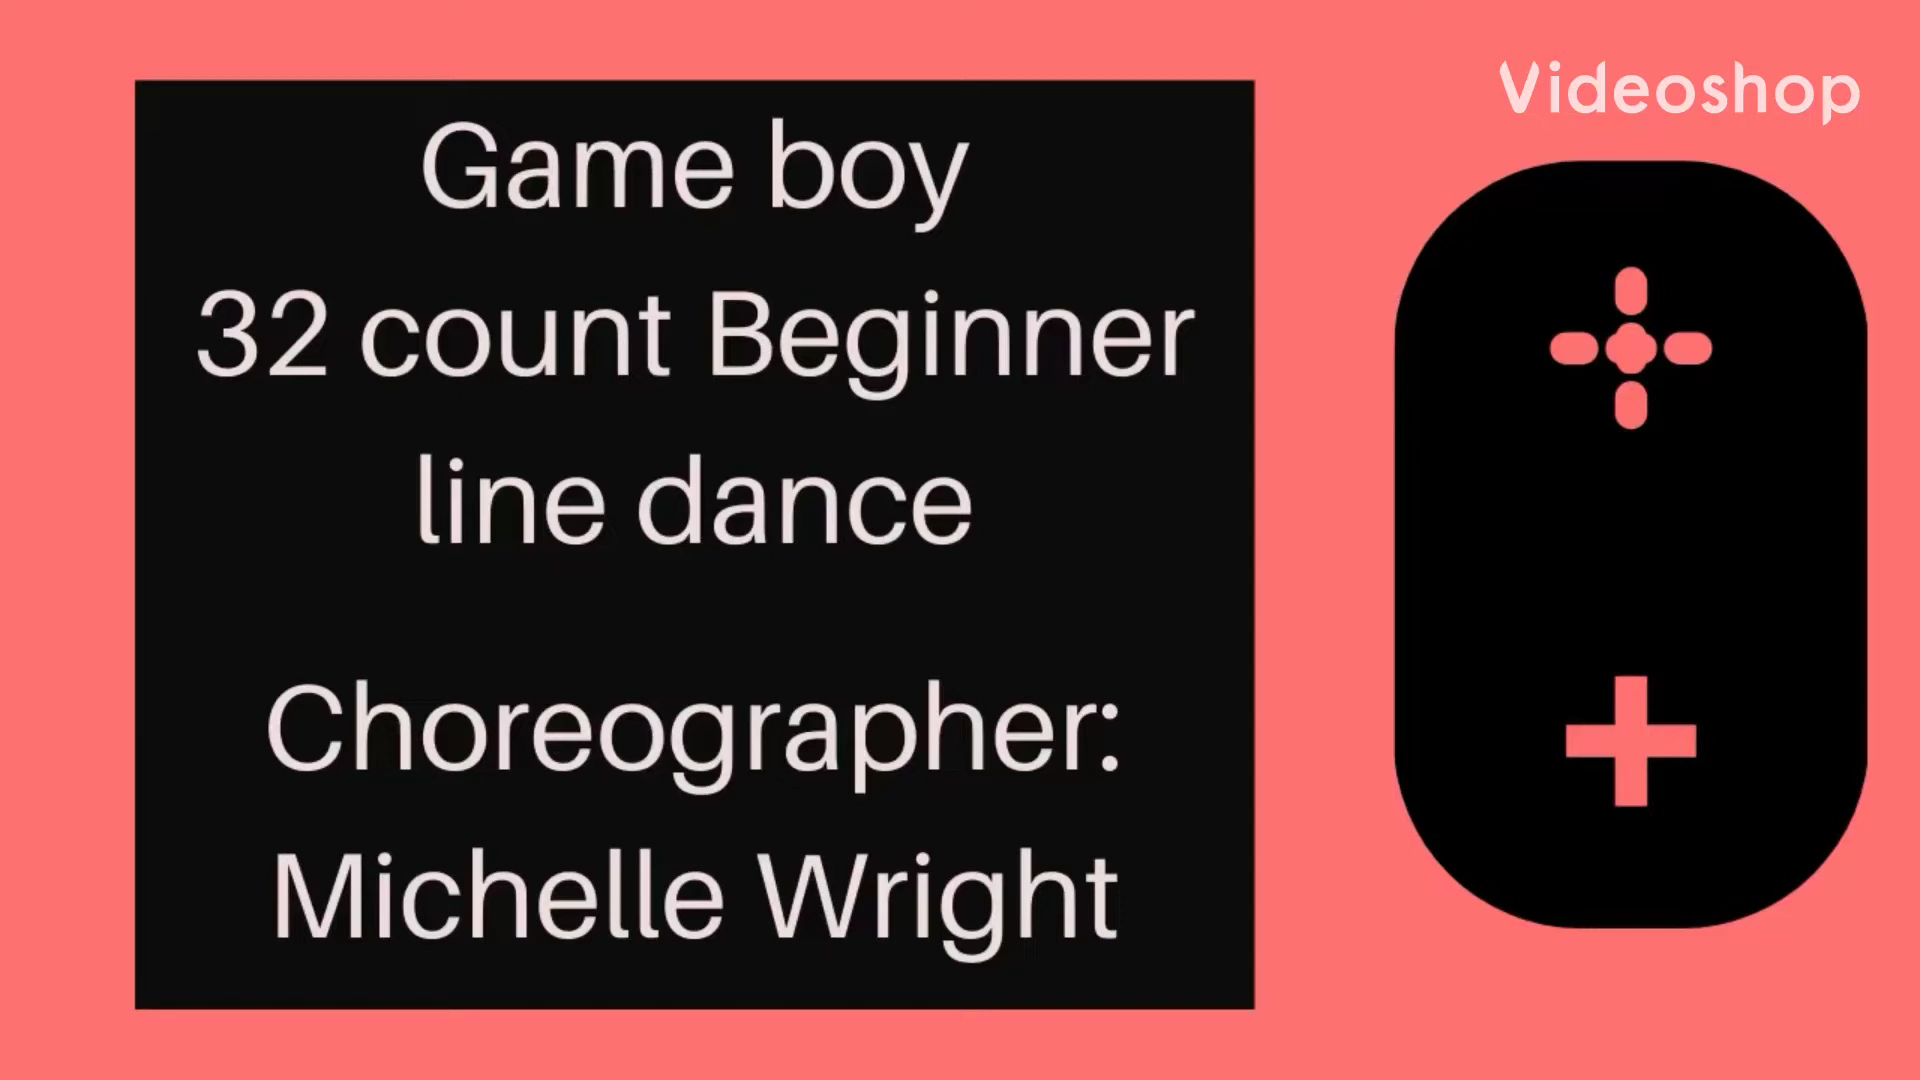 Videoshop
Game boy
32 count Beginner
line dance
Choreographer:
Michelle Wright